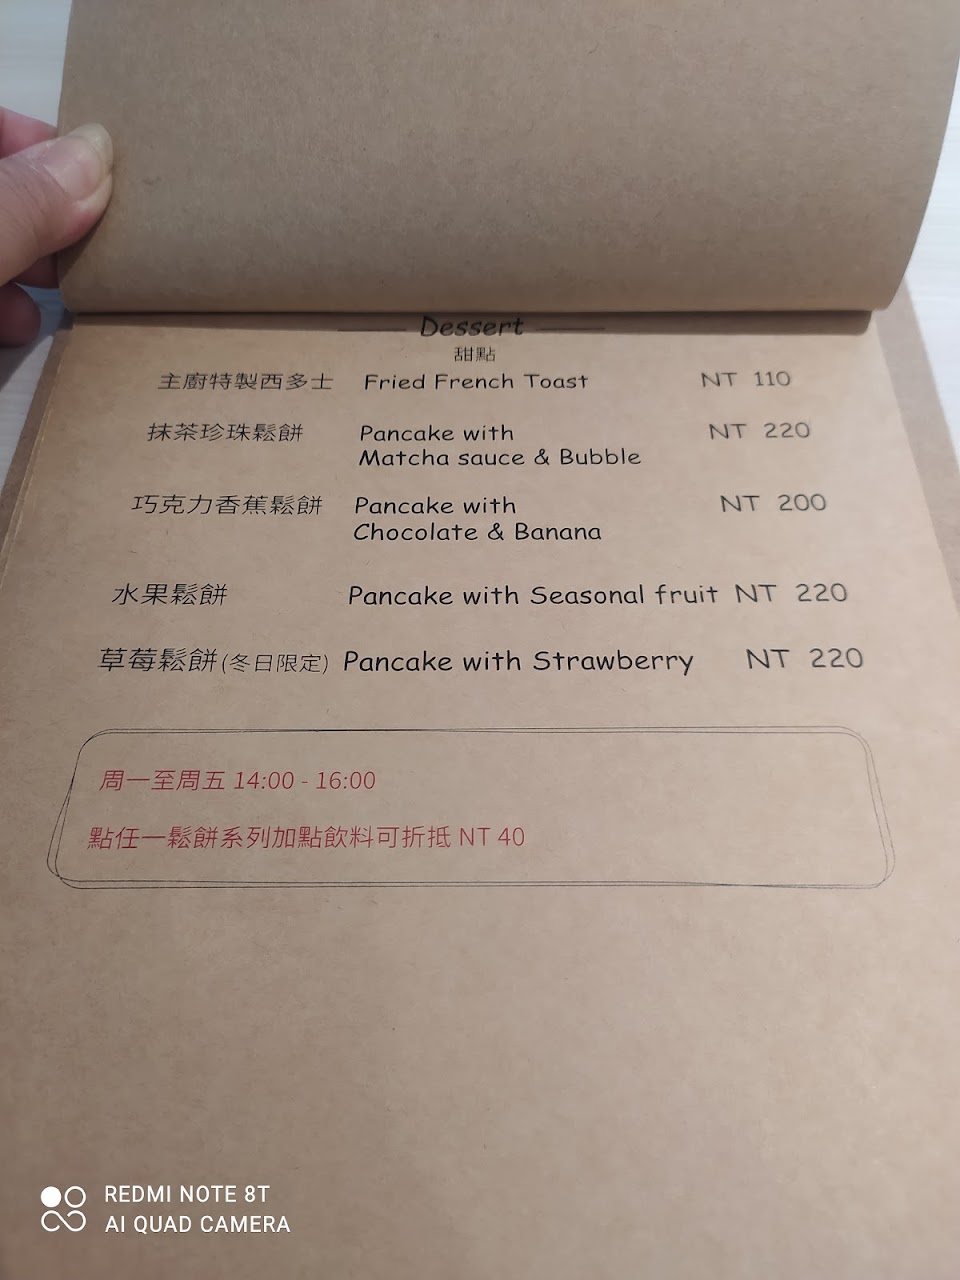 Dessert
甜點
主廚特製西多士 Fried French Toast NT 110
抹茶珍珠鬆餅 Pancake with NT 220
Matcha sauce & Bubble
巧克力香蕉鬆餅 Pancake with NT 200
Chocolate & Banana
水果鬆餅 Pancake with Seasonal fruit NT 220
草莓鬆餅(冬日限定) Pancake with Strawberry NT 220
周一至周五 14:00 - 16:00
點任一鬆餅系列加點飲料可折抵 NT 40
REDMI NOTE 8T
AI QUAD CAMERA